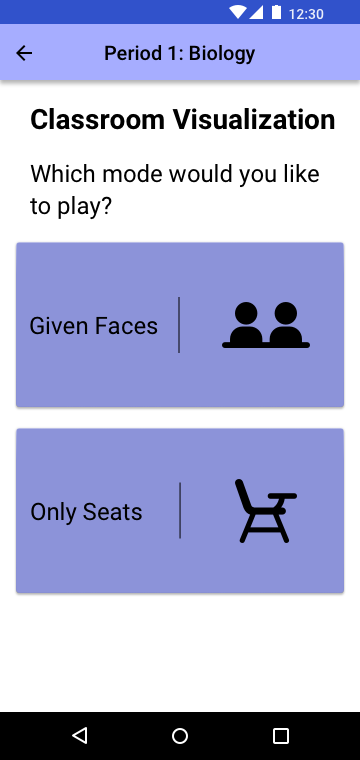 12:30
Period 1: Biology
Classroom Visualization
Which mode would you like
to play?
Given Faces
Only Seats